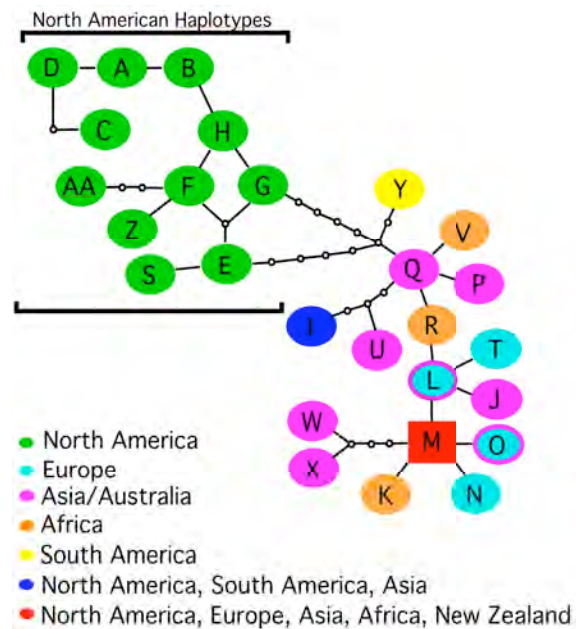 North American Haplotypes
D A B
C
H
AA F G
Z
S E
Y
V
Q
P
I
U
R
T
L
J
W
M
O
X
K
N
North America
Europe
Asia/Australia
Africa
South America
North America, South America, Asia
North America, Europe, Asia, Africa, New Zealand